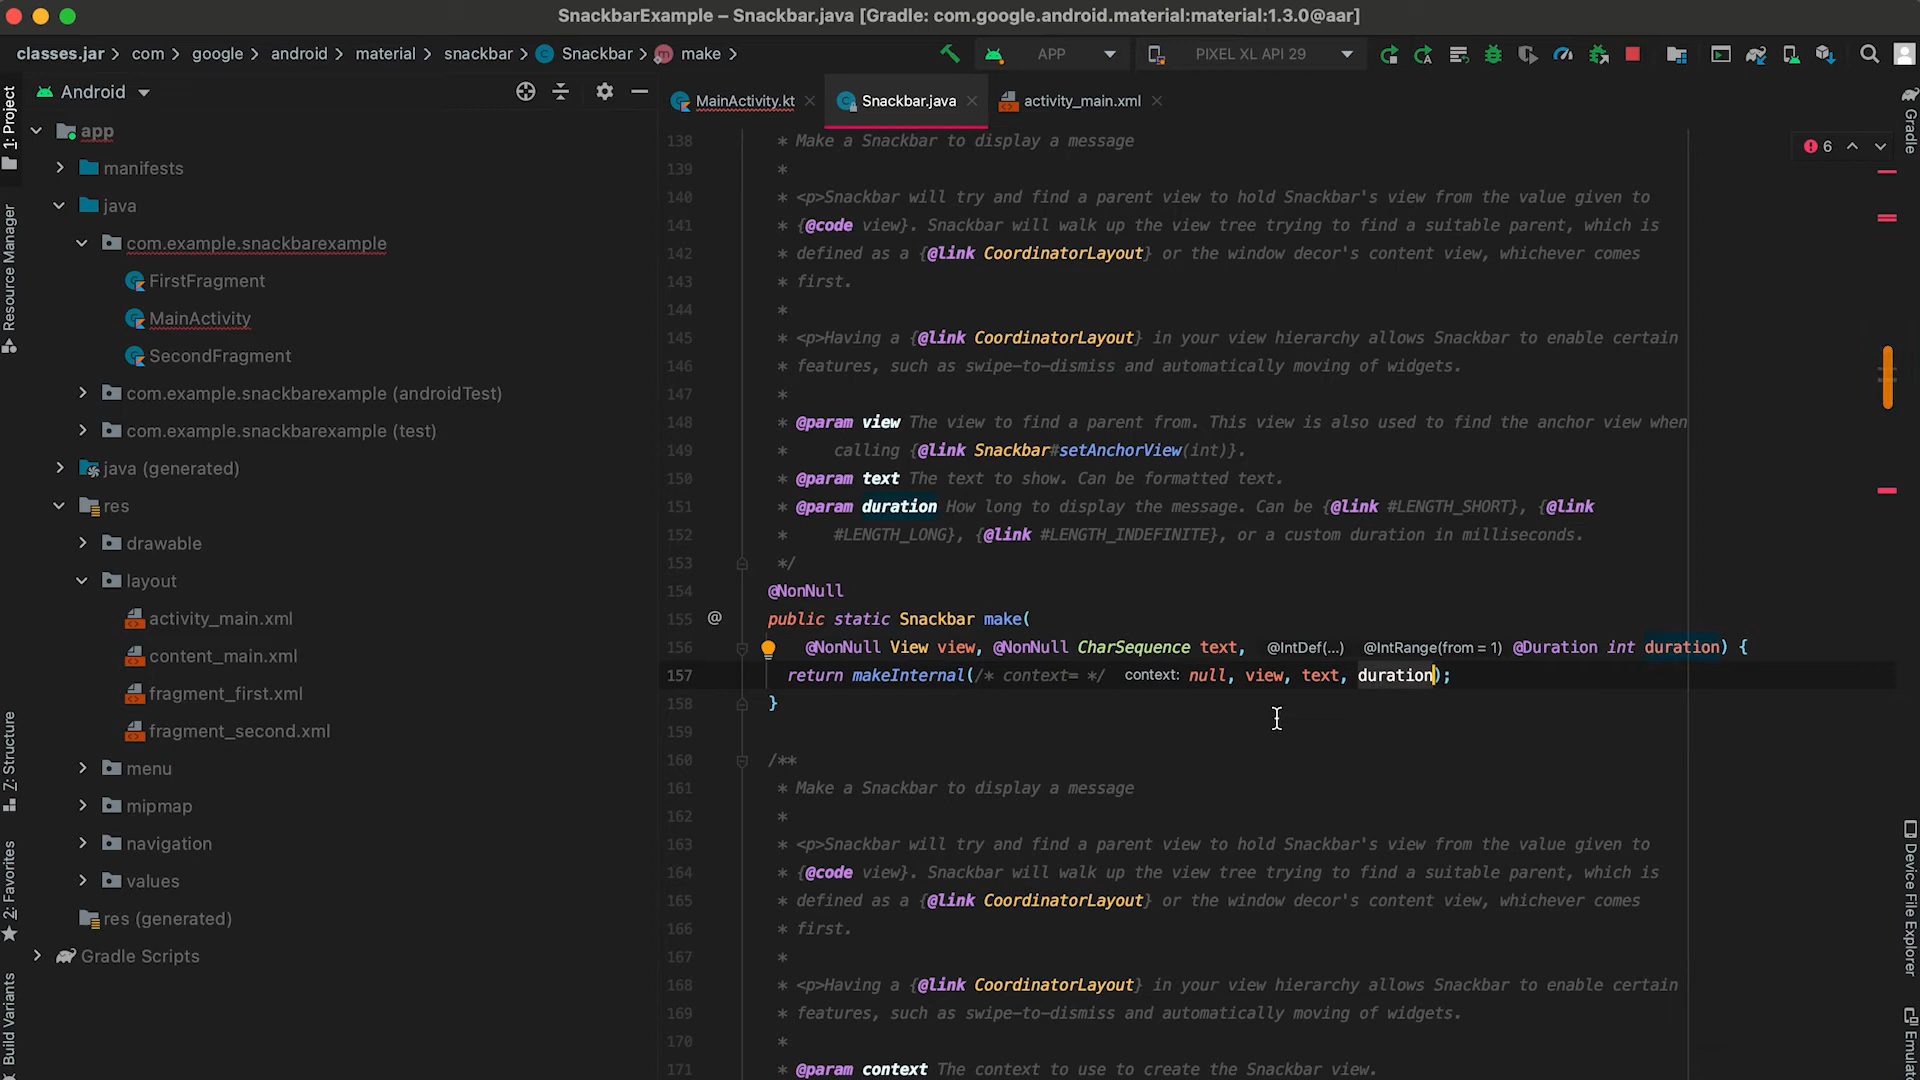 SnackbarExample – Snackbar.java [Gradle: com.google.android.material:material:1.3.0@aar]
classes.jar com google android material snackbar Snackbar make APP PIXEL XL API 29
Android
MainActivity.kt Snackbar.java activity_main.xml
1: Project
Resource Manager
7: Structure
2: Favorites
Build Variants
app
manifests
java
com.example.snackbarexample
FirstFragment
MainActivity
SecondFragment
com.example.snackbarexample (androidTest)
com.example.snackbarexample (test)
java (generated)
res
drawable
layout
activity_main.xml
content_main.xml
fragment_first.xml
fragment_second.xml
menu
mipmap
navigation
values
res (generated)
Gradle Scripts
138 * Make a Snackbar to display a message
139 *
140 * <p>Snackbar will try and find a parent view to hold Snackbar's view from the value given to
141 * {@code view}. Snackbar will walk up the view tree trying to find a suitable parent, which is
142 * defined as a {@link CoordinatorLayout} or the window decor's content view, whichever comes
143 * first.
144 *
145 * <p>Having a {@link CoordinatorLayout} in your view hierarchy allows Snackbar to enable certain
146 * features, such as swipe-to-dismiss and automatically moving of widgets.
147 *
148 * @param view The view to find a parent from. This view is also used to find the anchor view when
149 * calling {@link Snackbar#setAnchorView(int)}.
150 * @param text The text to show. Can be formatted text.
151 * @param duration How long to display the message. Can be {@link #LENGTH_SHORT}, {@link
152 * #LENGTH_LONG}, {@link #LENGTH_INDEFINITE}, or a custom duration in milliseconds.
153 */
154 @NonNull
155 @ public static Snackbar make(
156 @NonNull View view, @NonNull CharSequence text, @IntDef(...) @IntRange(from = 1) @Duration int duration) {
157 return makeInternal(/* context= */ context: null, view, text, duration);
158 }
159
160 /**
161 * Make a Snackbar to display a message
162 *
163 * <p>Snackbar will try and find a parent view to hold Snackbar's view from the value given to
164 * {@code view}. Snackbar will walk up the view tree trying to find a suitable parent, which is
165 * defined as a {@link CoordinatorLayout} or the window decor's content view, whichever comes
166 * first.
167 *
168 * <p>Having a {@link CoordinatorLayout} in your view hierarchy allows Snackbar to enable certain
169 * features, such as swipe-to-dismiss and automatically moving of widgets.
170 *
171 * @param context The context to use to create the Snackbar view.
6
Gradle
Device File Explorer